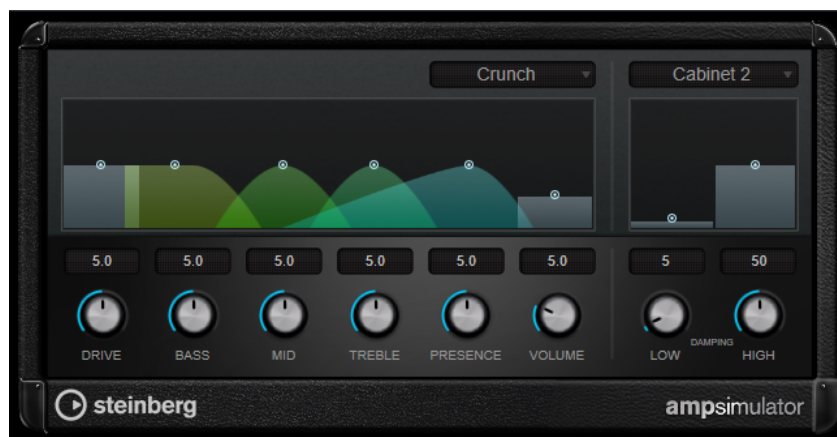 Crunch Cabinet 2
5.0 5.0 5.0 5.0 5.0 5.0 5 50
DRIVE BASS MID TREBLE PRESENCE VOLUME LOW DAMPING HIGH
steinberg ampsimulator